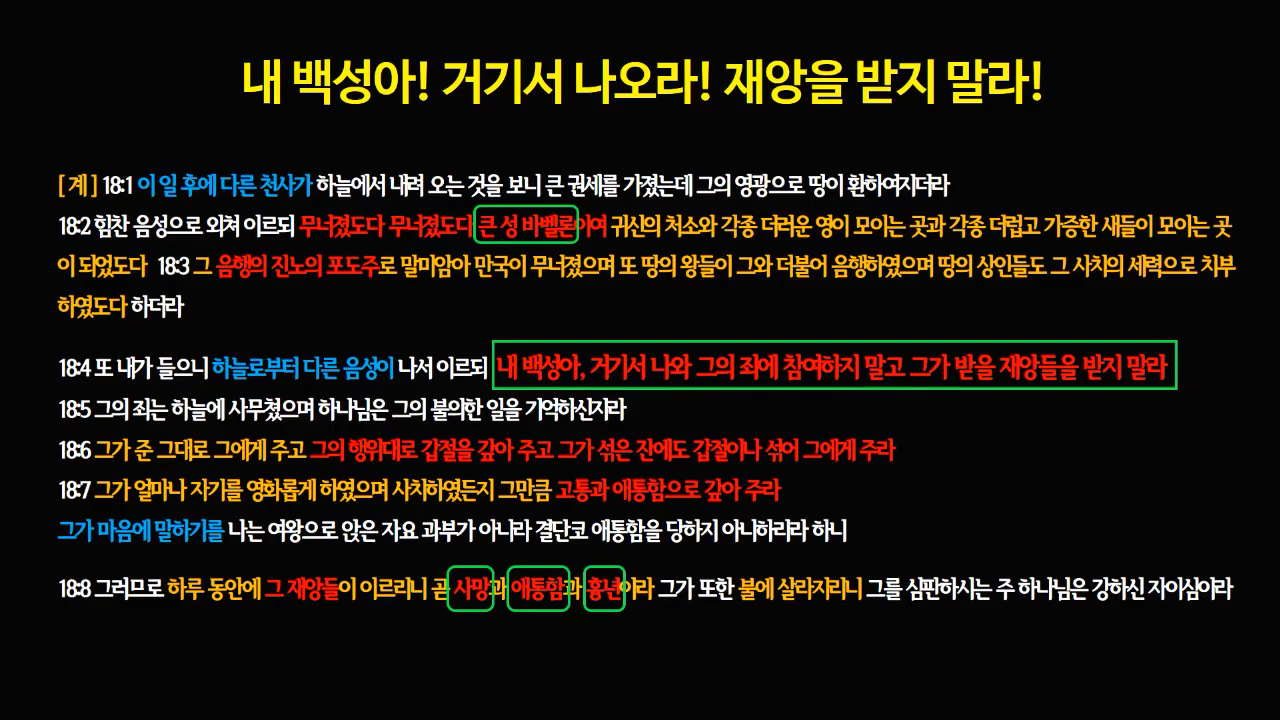 내 백성아! 거기서 나오라! 재앙을 받지 말라!
[ 계 ] 18:1 이 일 후에 다른 천사가 하늘에서 내려 오는 것을 보니 큰 권세를 가졌는데 그의 영광으로 땅이 환하여지더라
18:2 힘찬 음성으로 외쳐 이르되 무너졌도다 무너졌도다 큰 성 바벨론이여 귀신의 처소와 각종 더러운 영이 모이는 곳과 각종 더럽고 가증한 새들이 모이는 곳
이 되었도다 18:3 그 음행의 진노의 포도주로 말미암아 만국이 무너졌으며 또 땅의 왕들이 그와 더불어 음행하였으며 땅의 상인들도 그 사치의 세력으로 치부
하였도다 하더라
18:4 또 내가 들으니 하늘로부터 다른 음성이 나서 이르되 내 백성아, 거기서 나와 그의 죄에 참여하지 말고 그가 받을 재앙들을 받지 말라
18:5 그의 죄는 하늘에 사무쳤으며 하나님은 그의 불의한 일을 기억하신지라
18:6 그가 준 그대로 그에게 주고 그의 행위대로 갑절을 갚아 주고 그가 섞은 잔에도 갑절이나 섞어 그에게 주라
18:7 그가 얼마나 자기를 영화롭게 하였으며 사치하였든지 그만큼 고통과 애통함으로 갚아 주라
그가 마음에 말하기를 나는 여왕으로 앉은 자요 과부가 아니라 결단코 애통함을 당하지 아니하리라 하니
18:8 그러므로 하루 동안에 그 재앙들이 이르리니 곧 사망과 애통함과 흉년이라 그가 또한 불에 살라지리니 그를 심판하시는 주 하나님은 강하신 자이심이라